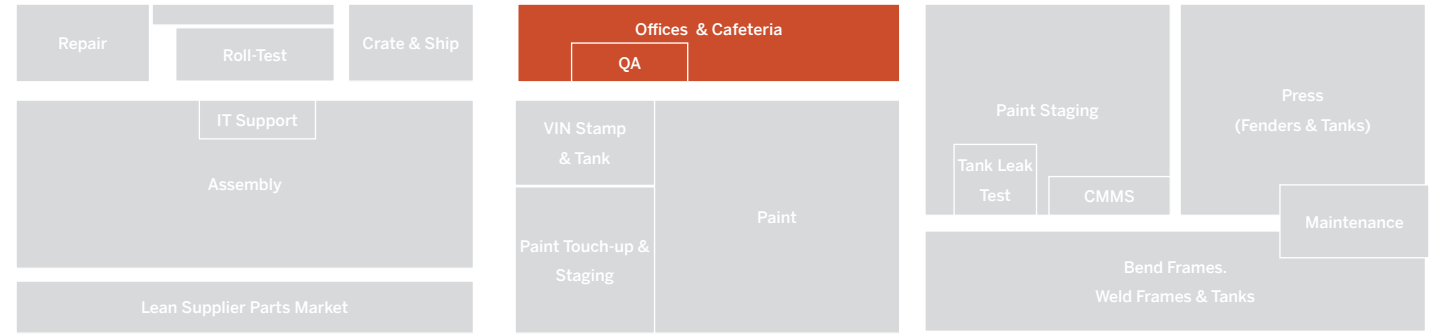 Repair
Roll-Test
Crate & Ship
IT Support
Assembly
Lean Supplier Parts Market
Offices & Cafeteria
QA
VIN Stamp
& Tank
Paint Touch-up &
Staging
Paint
Paint Staging
Tank Leak
Test
CMMS
Press
(Fenders & Tanks)
Maintenance
Bend Frames.
Weld Frames & Tanks